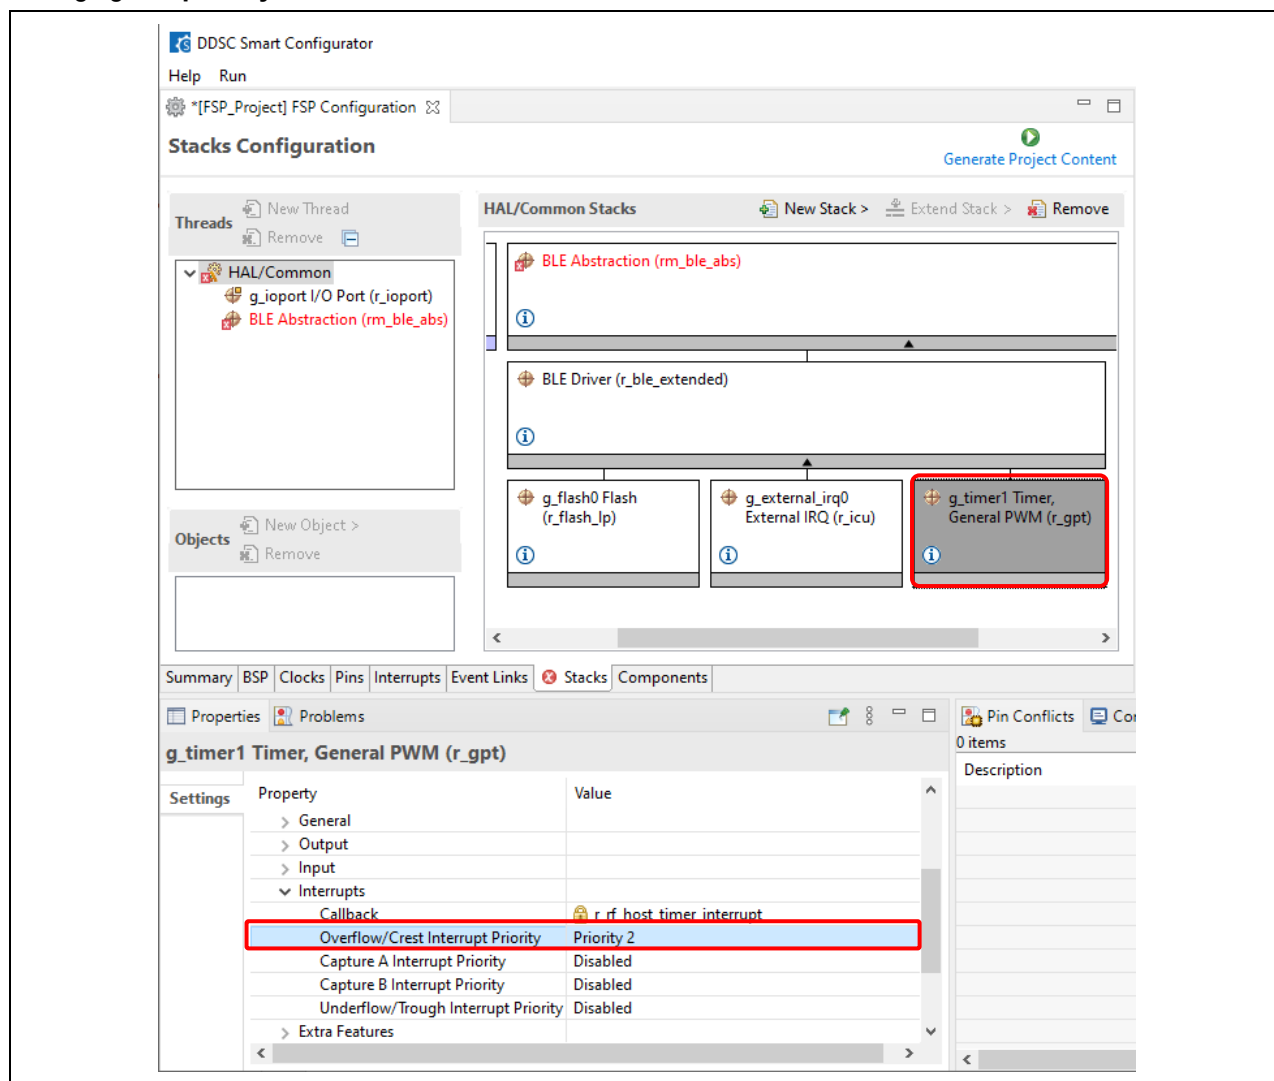 DDSC Smart Configurator
Help Run
*[FSP_Project] FSP Configuration
Stacks Configuration
Generate Project Content
Threads
New Thread
Remove
HAL/Common
g_ioport I/O Port (r_ioport)
BLE Abstraction (rm_ble_abs)
Objects
New Object >
Remove
HAL/Common Stacks
New Stack > Extend Stack > Remove
BLE Abstraction (rm_ble_abs)
BLE Driver (r_ble_extended)
g_flash0 Flash
(r_flash_lp)
g_external_irq0
External IRQ (r_icu)
g_timer1 Timer,
General PWM (r_gpt)
Summary BSP Clocks Pins Interrupts Event Links Stacks Components
Properties Problems
g_timer1 Timer, General PWM (r_gpt)
Settings
Property Value
General
Output
Input
Interrupts
Callback r_rf_host_timer_interrupt
Overflow/Crest Interrupt Priority Priority 2
Capture A Interrupt Priority Disabled
Capture B Interrupt Priority Disabled
Underflow/Trough Interrupt Priority Disabled
Extra Features
Pin Conflicts
0 items
Description